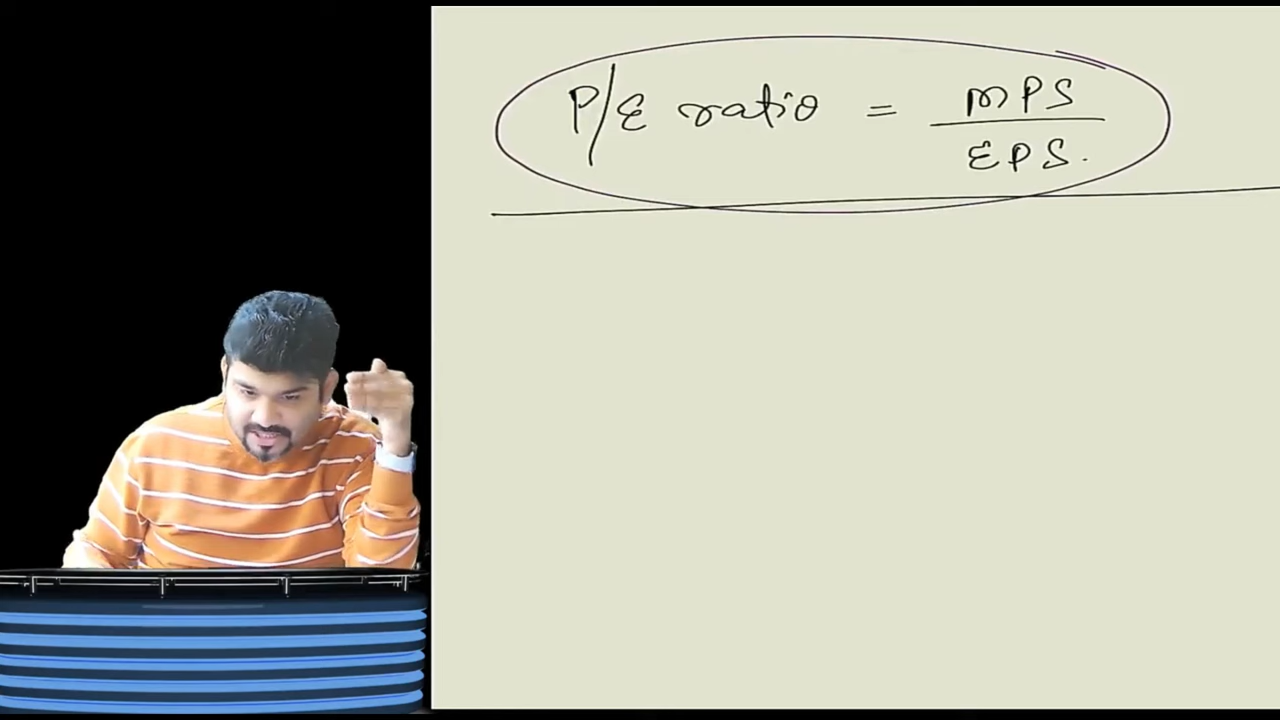 P/E ratio = MPS
EPS.